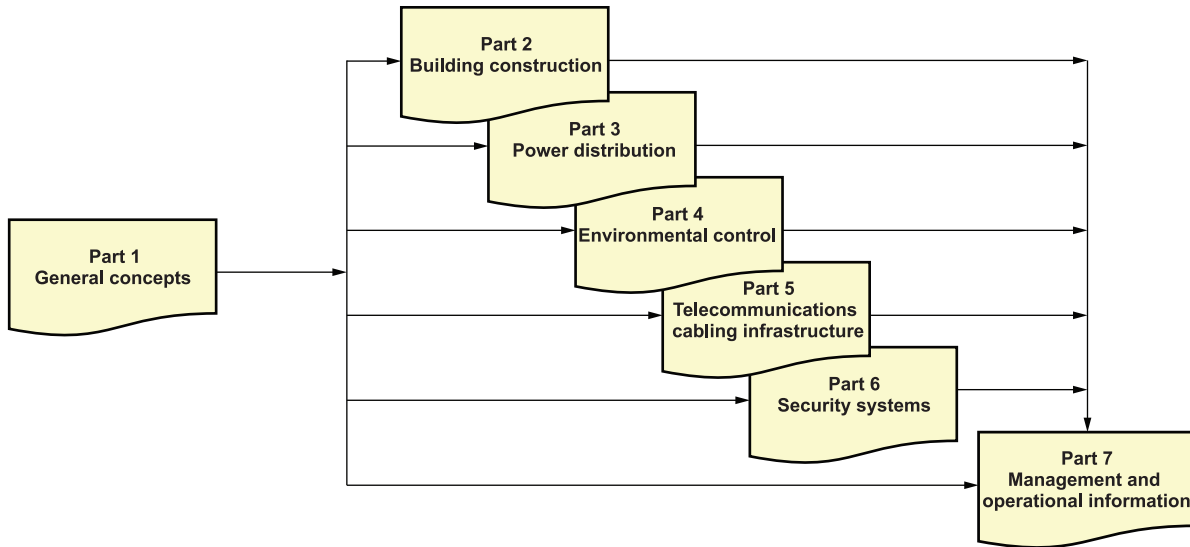 Part 1
General concepts
Part 2
Building construction
Part 3
Power distribution
Part 4
Environmental control
Part 5
Telecommunications
cabling infrastructure
Part 6
Security systems
Part 7
Management and
operational information